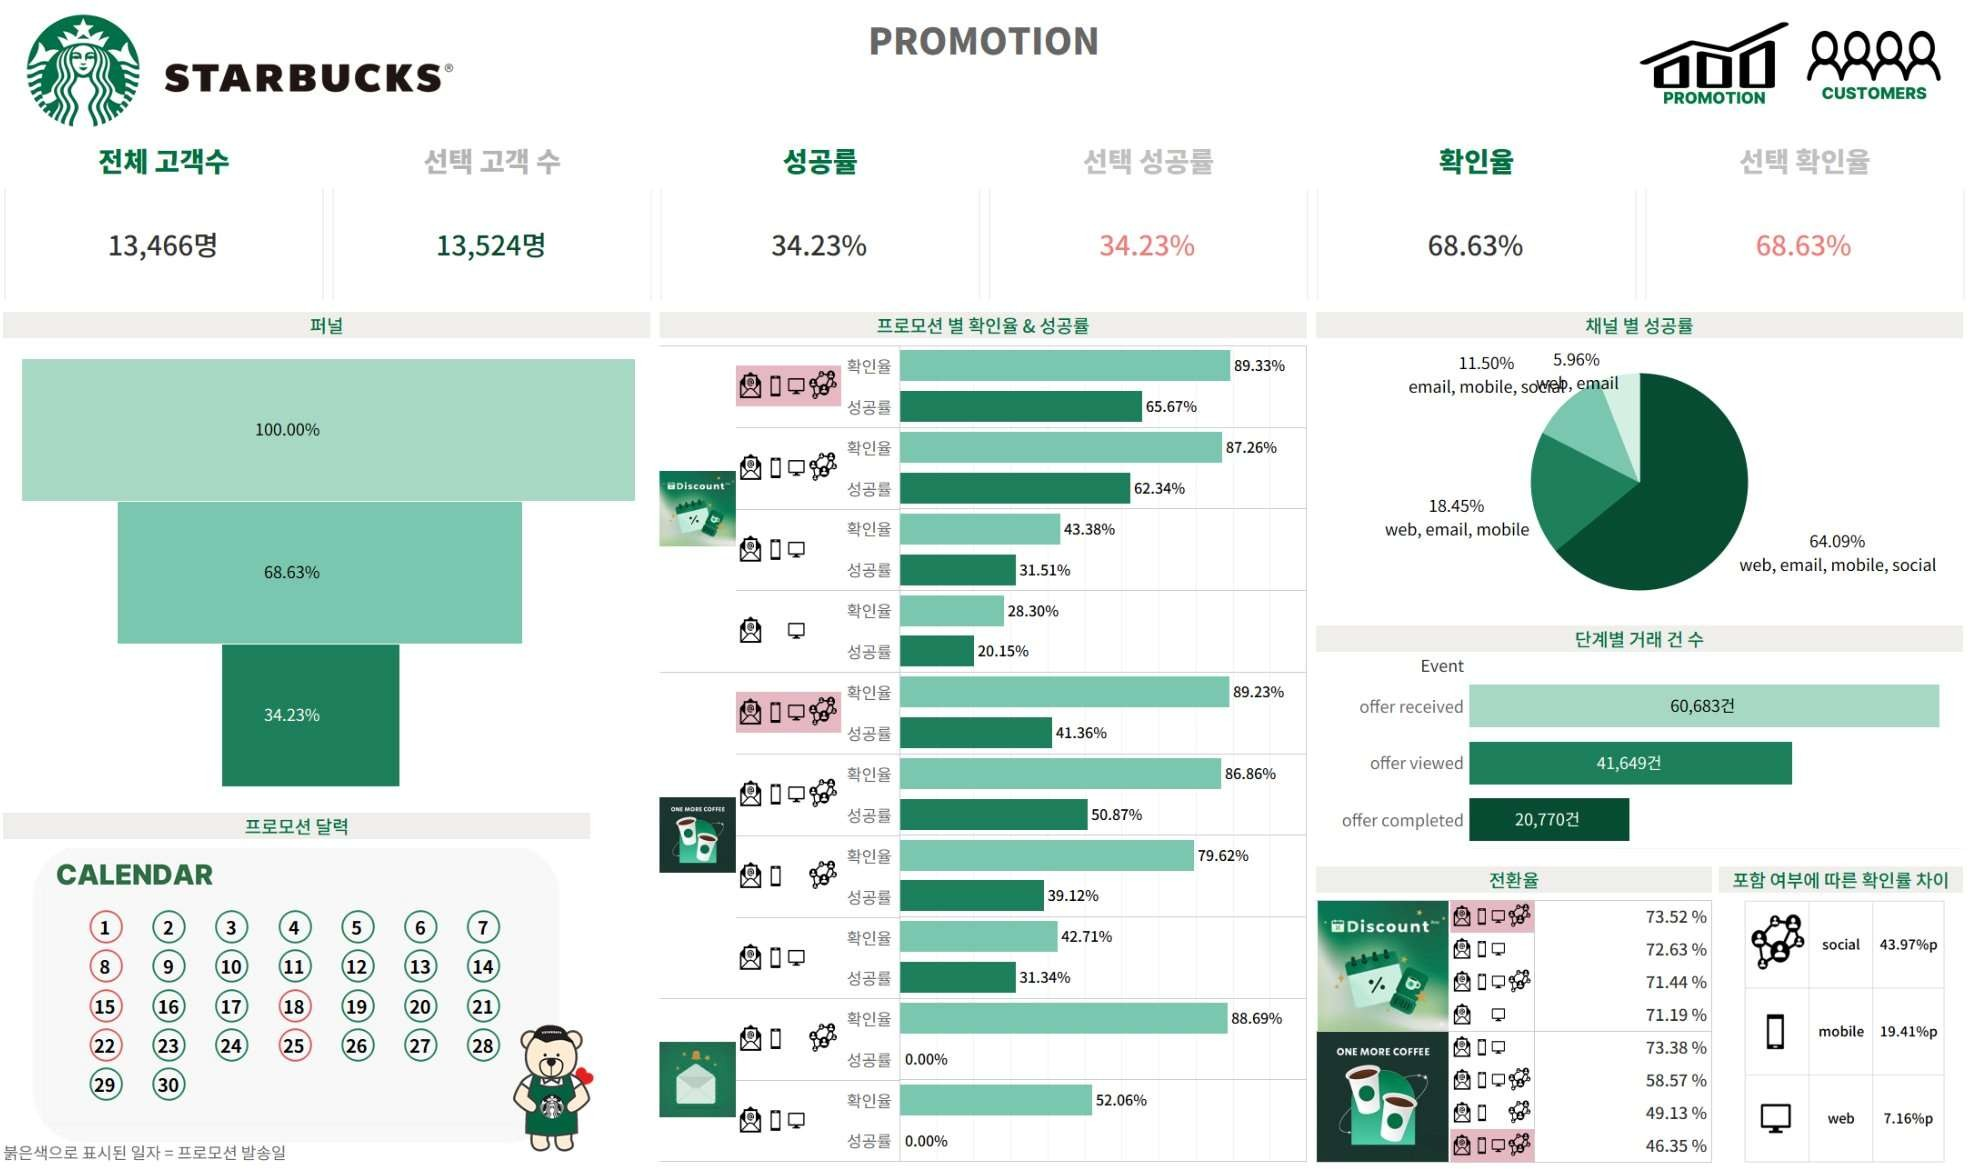 STARBUCKS®
PROMOTION
PROMOTION
CUSTOMERS
전체 고객수
선택 고객 수
성공률
선택 성공률
확인율
선택 확인율
13,466명
13,524명
34.23%
34.23%
68.63%
68.63%
퍼널
100.00%
68.63%
34.23%
프로모션 달력
CALENDAR
1 2 3 4 5 6 7
8 9 10 11 12 13 14
15 16 17 18 19 20 21
22 23 24 25 26 27 28
29 30
STARBUCKS
붉은색으로 표시된 일자 = 프로모션 발송일
프로모션 별 확인율 & 성공률
Discount
확인율 89.33%
성공률 65.67%
확인율 87.26%
성공률 62.34%
확인율 43.38%
성공률 31.51%
확인율 28.30%
성공률 20.15%
ONE MORE COFFEE
확인율 89.23%
성공률 41.36%
확인율 86.86%
성공률 50.87%
확인율 79.62%
성공률 39.12%
확인율 42.71%
성공률 31.34%
확인율 88.69%
성공률 0.00%
확인율 52.06%
성공률 0.00%
채널 별 성공률
11.50%
email, mobile, social
5.96%
web, email
18.45%
web, email, mobile
64.09%
web, email, mobile, social
단계별 거래 건 수
Event
offer received 60,683건
offer viewed 41,649건
offer completed 20,770건
전환율
Discount
73.52 %
72.63 %
71.44 %
71.19 %
ONE MORE COFFEE
73.38 %
58.57 %
49.13 %
46.35 %
포함 여부에 따른 확인률 차이
social 43.97%p
mobile 19.41%p
web 7.16%p